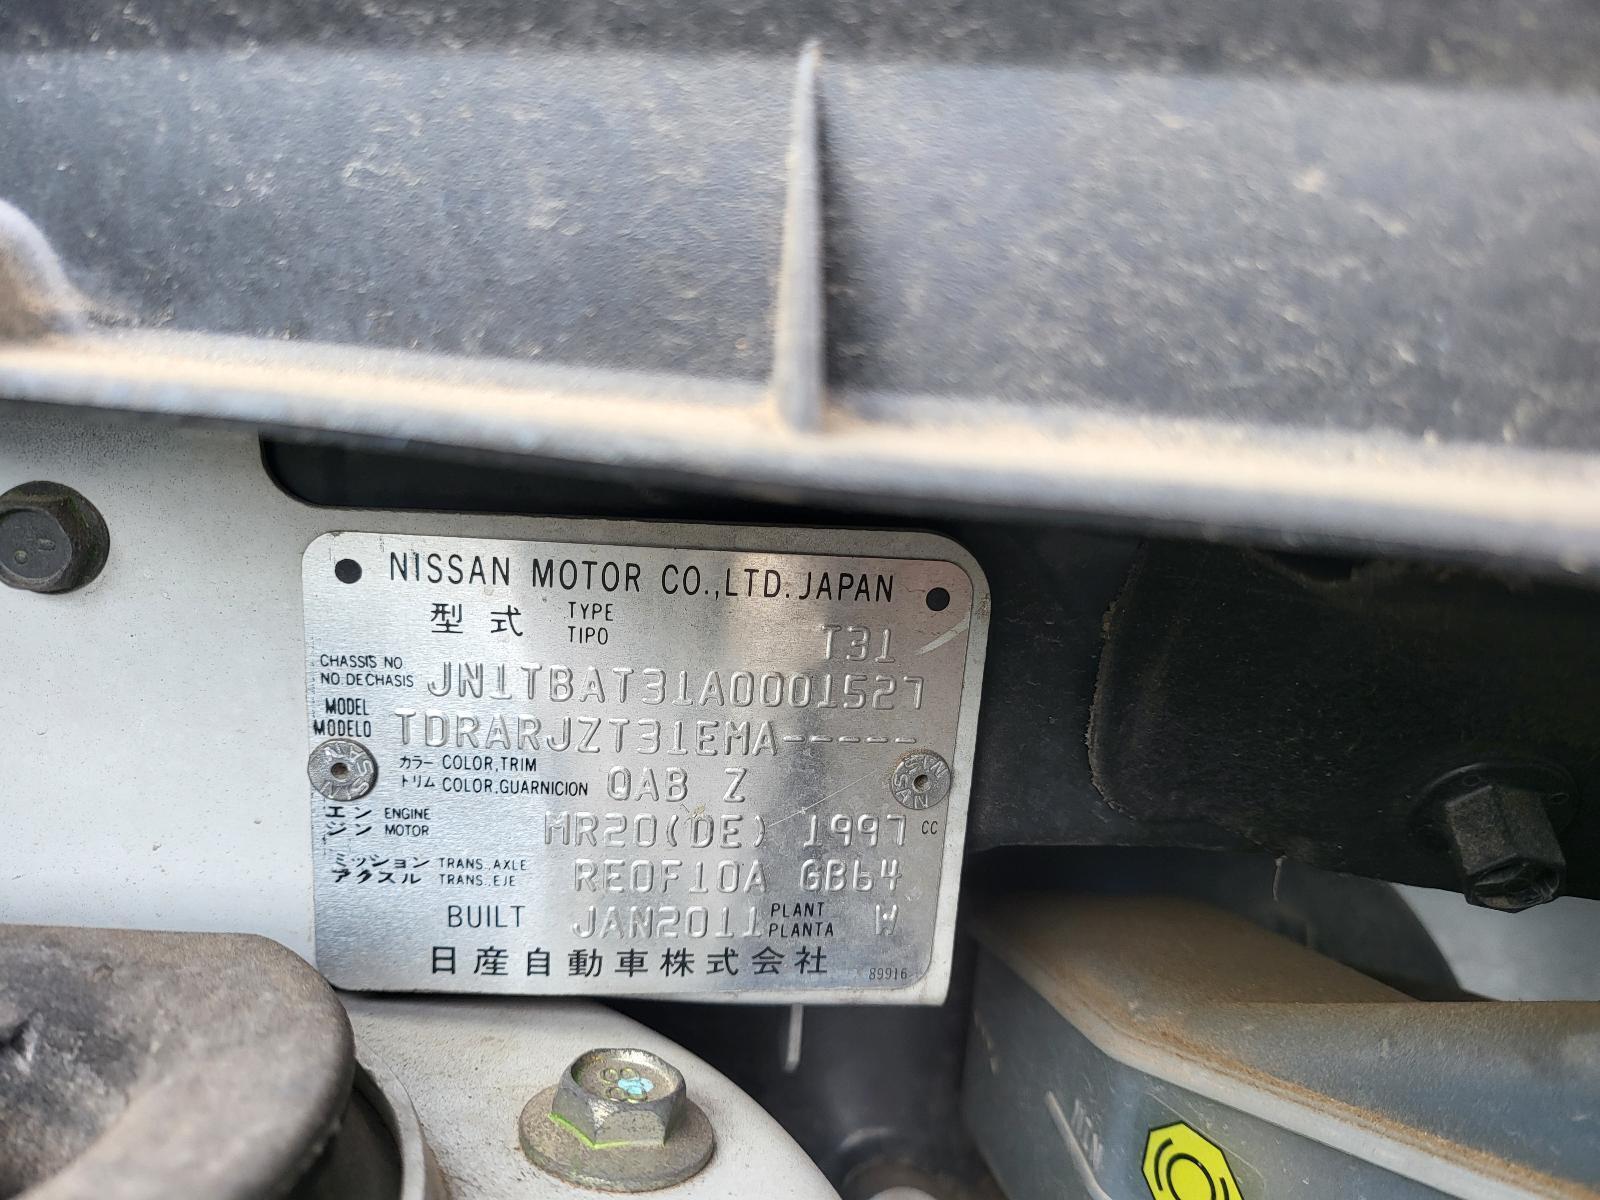 NISSAN MOTOR CO.,LTD. JAPAN
型式 TYPE TIPO T31
CHASSIS NO NO. DE CHASIS JN1TBAT31A0001527
MODEL MODELO TDRARJZT31EMA-----
カラー COLOR,TRIM トリム COLOR.GUARNICION QAB Z
エンジン ENGINE MOTOR MR20(DE) 1997 CC
ミッション TRANS.,AXLE アクスル TRANS.,EJE RE0F10A GB64
BUILT JAN2011 PLANT PLANTA W
日産自動車株式会社 89916
NISSAN
NISSAN
MIN